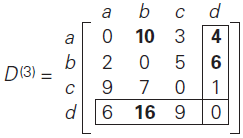 a b c d
a 0 10 3 4
D(3) = b 2 0 5 6
c 9 7 0 1
d 6 16 9 0